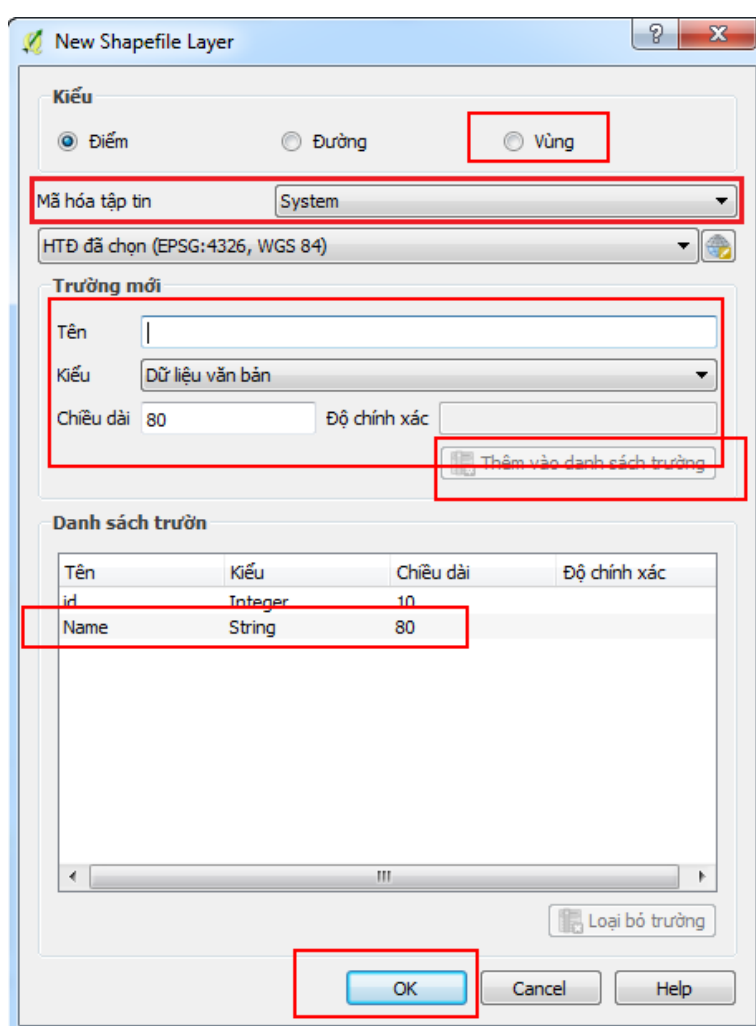 New Shapefile Layer
Kiểu
Điểm Đường Vùng
Mã hóa tập tin System
HTĐ đã chọn (EPSG:4326, WGS 84)
Trường mới
Tên
Kiểu Dữ liệu văn bản
Chiều dài 80 Độ chính xác
Thêm vào danh sách trường
Danh sách trườn
Tên Kiểu Chiều dài Độ chính xác
id Integer 10
Name String 80
Loại bỏ trường
OK Cancel Help